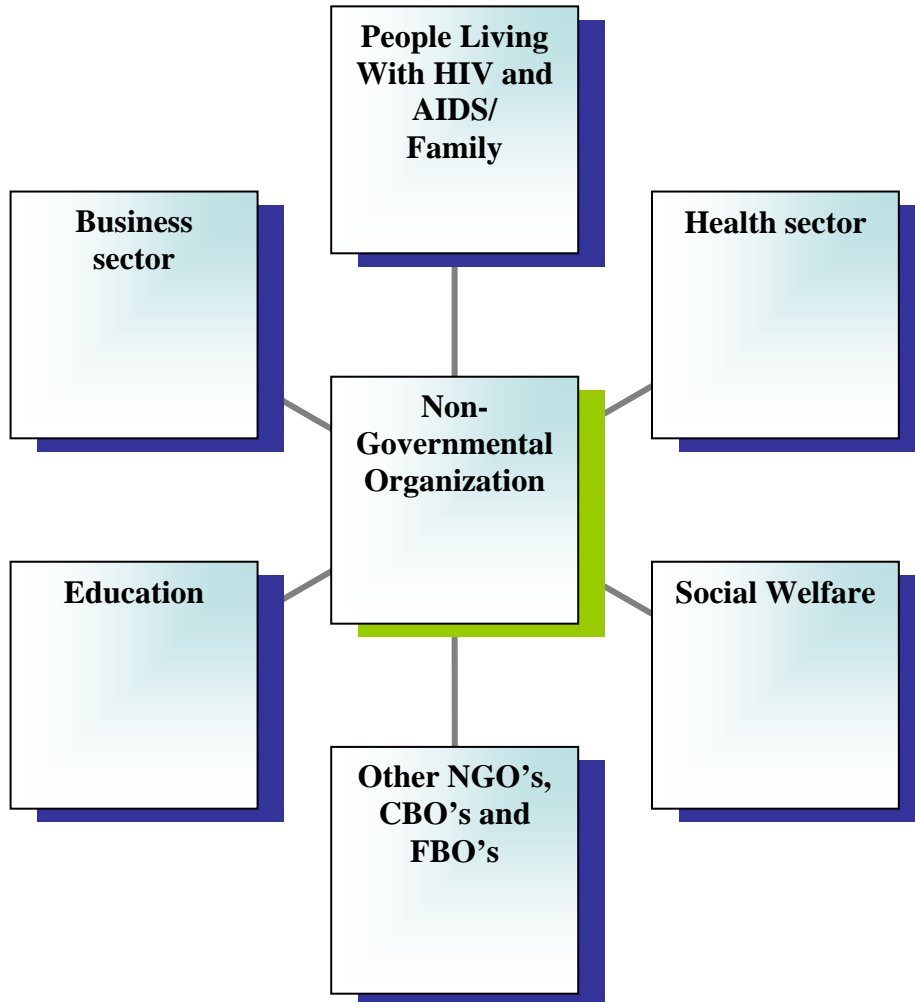 People Living
With HIV and
AIDS/
Family
Business
sector
Health sector
Non-
Governmental
Organization
Education
Social Welfare
Other NGO’s,
CBO’s and
FBO’s